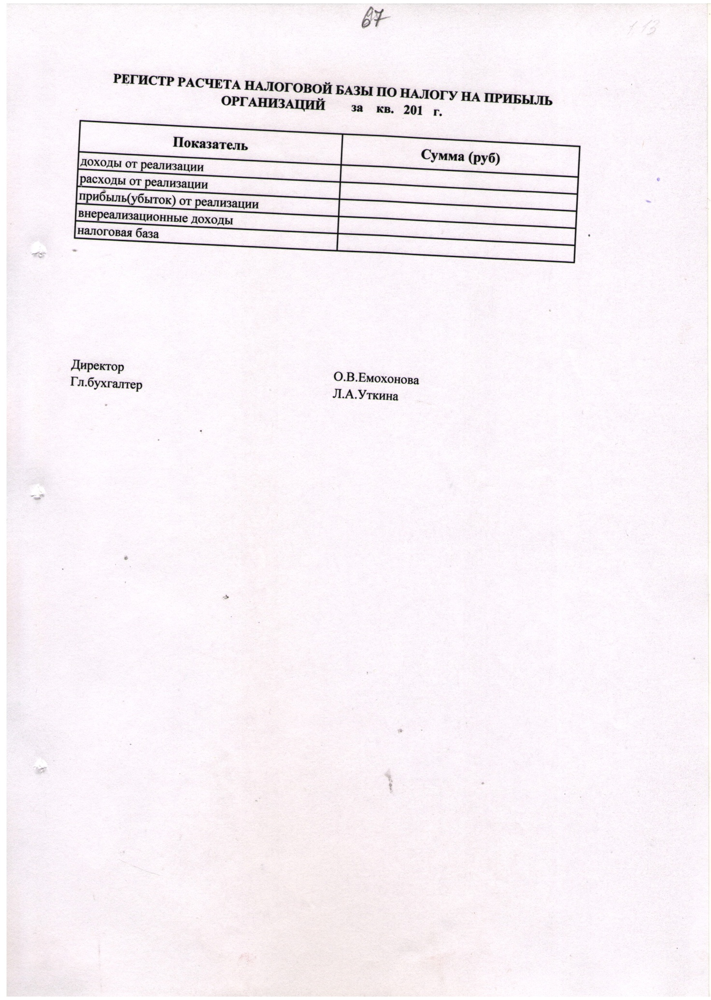 67
РЕГИСТР РАСЧЕТА НАЛОГОВОЙ БАЗЫ ПО НАЛОГУ НА ПРИБЫЛЬ
ОРГАНИЗАЦИЙ за кв. 201 г.
Показатель Сумма (руб)
доходы от реализации
расходы от реализации
прибыль(убыток) от реализации
внереализационные доходы
налоговая база
Директор О.В.Емохонова
Гл.бухгалтер Л.А.Уткина